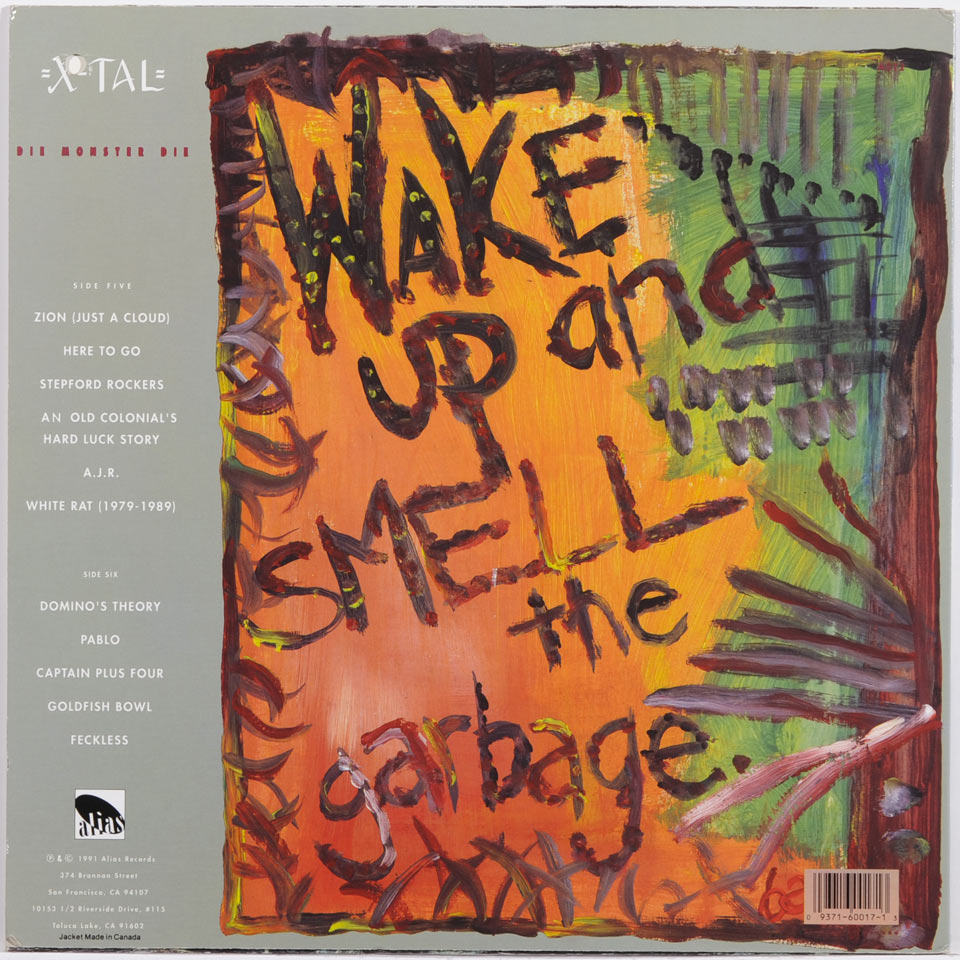 =X-TAL=
DIE MONSTER DIE
SIDE FIVE
ZION (JUST A CLOUD)
HERE TO GO
STEPFORD ROCKERS
AN OLD COLONIAL'S
HARD LUCK STORY
A.J.R.
WHITE RAT (1979-1989)
SIDE SIX
DOMINO'S THEORY
PABLO
CAPTAIN PLUS FOUR
GOLDFISH BOWL
FECKLESS
alias
℗ & © 1991 Alias Records
374 Brannan Street
San Francisco, CA 94107
10153 1/2 Riverside Drive, #115
Toluca Lake, CA 91602
Jacket Made in Canada
WAKE
UP and
SMELL
the
garbage.
0 9371-60017-1 3